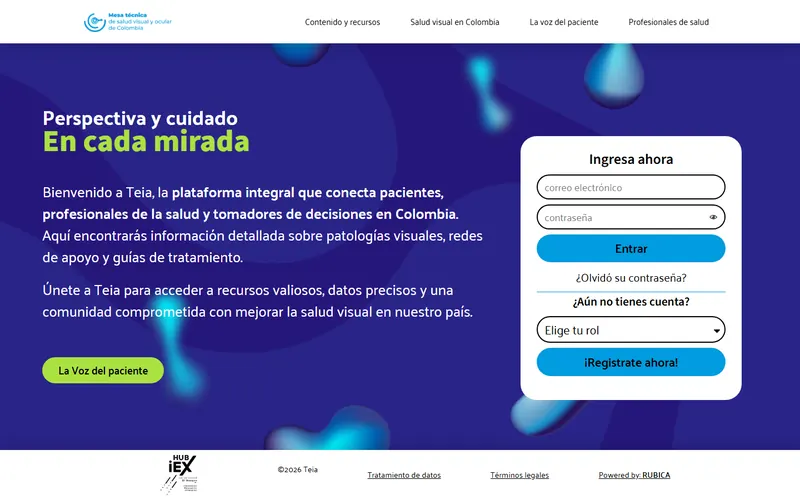 Mesa técnica
de salud visual y ocular
de Colombia
Contenido y recursos
Salud visual en Colombia
La voz del paciente
Profesionales de salud
Perspectiva y cuidado
En cada mirada
Bienvenido a Teia, la plataforma integral que conecta pacientes,
profesionales de la salud y tomadores de decisiones en Colombia.
Aquí encontrarás información detallada sobre patologías visuales, redes
de apoyo y guías de tratamiento.
Únete a Teia para acceder a recursos valiosos, datos precisos y una
comunidad comprometida con mejorar la salud visual en nuestro país.
La Voz del paciente
Ingresa ahora
correo electrónico
contraseña
Entrar
¿Olvidó su contraseña?
¿Aún no tienes cuenta?
Elige tu rol
¡Registrate ahora!
HUB
iEX
©2026 Teia
Tratamiento de datos
Términos legales
Powered by: RUBICA